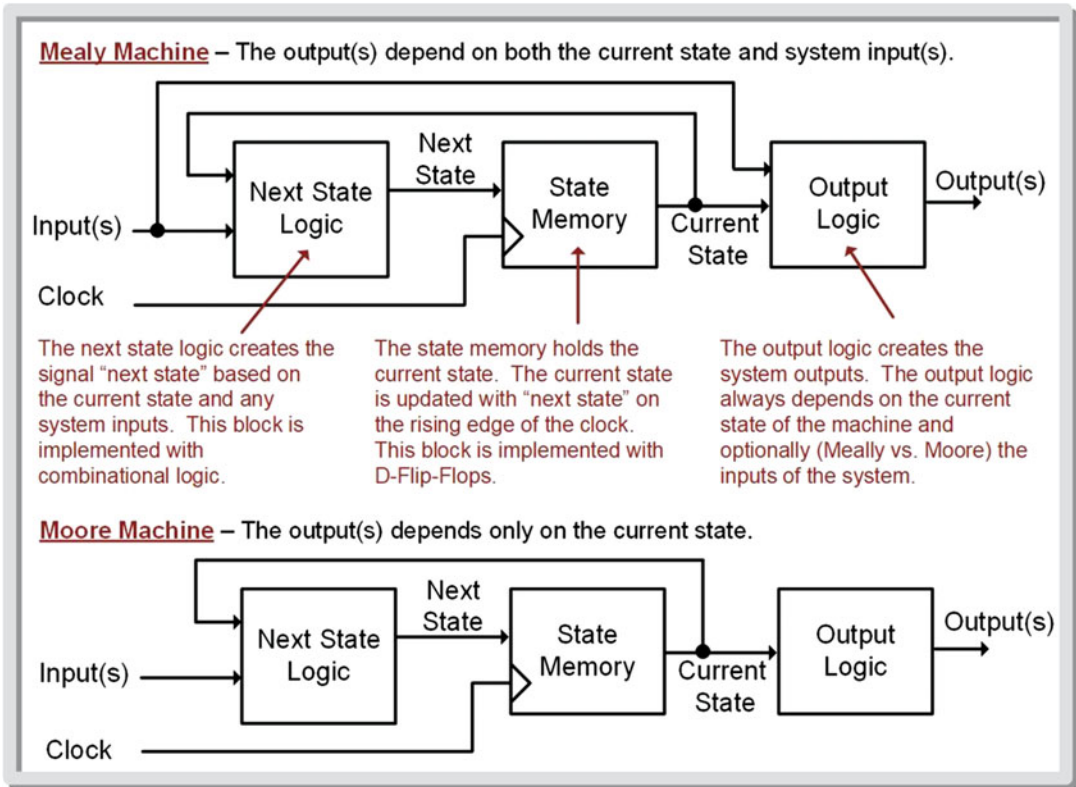 Mealy Machine – The output(s) depend on both the current state and system input(s).
Input(s)
Clock
Next State
Logic
Next
State
State
Memory
Current
State
Output
Logic
Output(s)
The next state logic creates the
signal “next state” based on
the current state and any
system inputs. This block is
implemented with
combinational logic.
The state memory holds the
current state. The current state
is updated with “next state” on
the rising edge of the clock.
This block is implemented with
D-Flip-Flops.
The output logic creates the
system outputs. The output logic
always depends on the current
state of the machine and
optionally (Meally vs. Moore) the
inputs of the system.
Moore Machine – The output(s) depends only on the current state.
Input(s)
Clock
Next State
Logic
Next
State
State
Memory
Current
State
Output
Logic
Output(s)